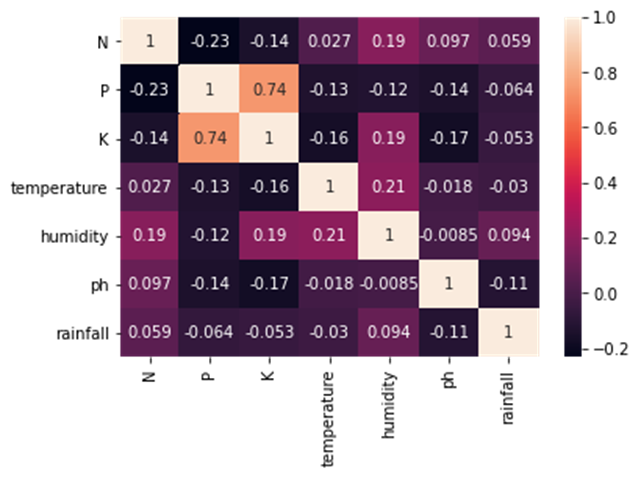 N 1 -0.23 -0.14 0.027 0.19 0.097 0.059
P -0.23 1 0.74 -0.13 -0.12 -0.14 -0.064
K -0.14 0.74 1 -0.16 0.19 -0.17 -0.053
temperature 0.027 -0.13 -0.16 1 0.21 -0.018 -0.03
humidity 0.19 -0.12 0.19 0.21 1 -0.0085 0.094
ph 0.097 -0.14 -0.17 -0.018 -0.0085 1 -0.11
rainfall 0.059 -0.064 -0.053 -0.03 0.094 -0.11 1
N P K temperature humidity ph rainfall
1.0
0.8
0.6
0.4
0.2
0.0
−0.2